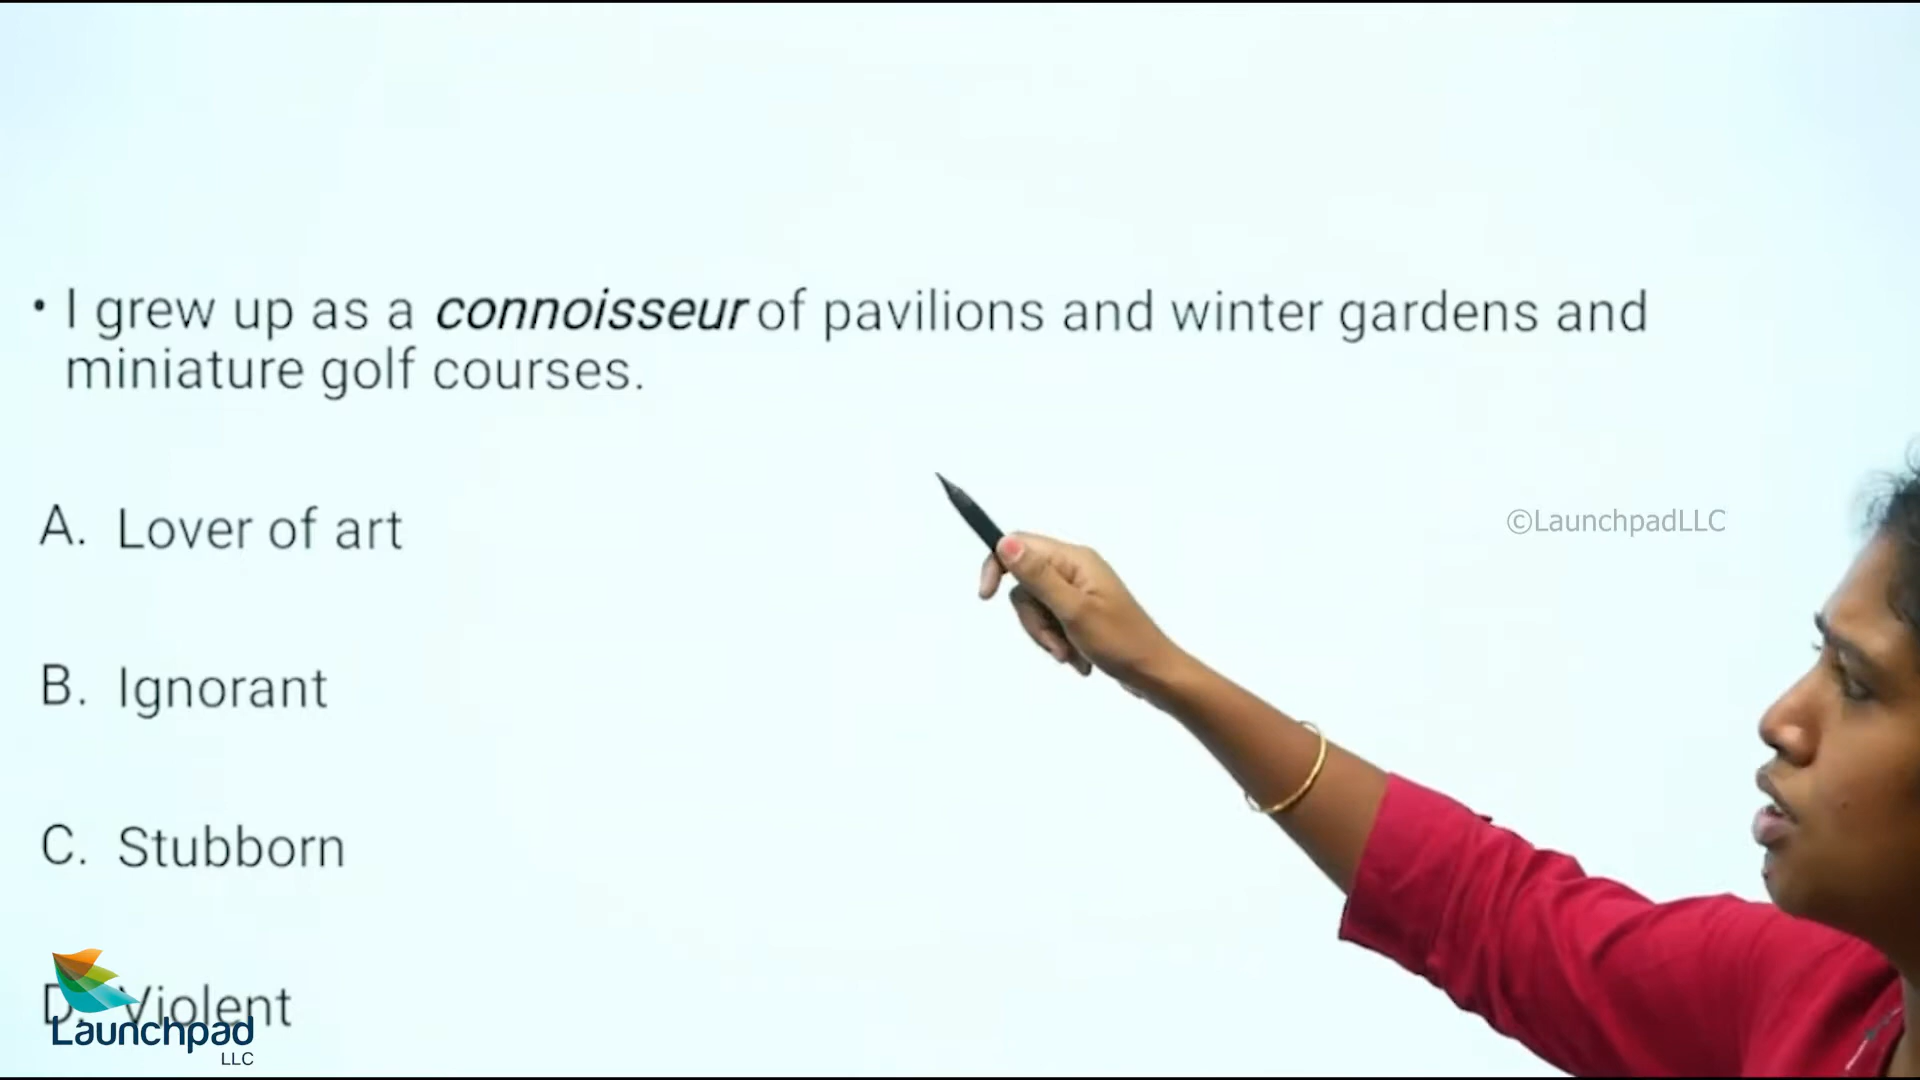 • I grew up as a connoisseur of pavilions and winter gardens and
miniature golf courses.
A. Lover of art
©LaunchpadLLC
B. Ignorant
C. Stubborn
D. Violent
Launchpad
LLC